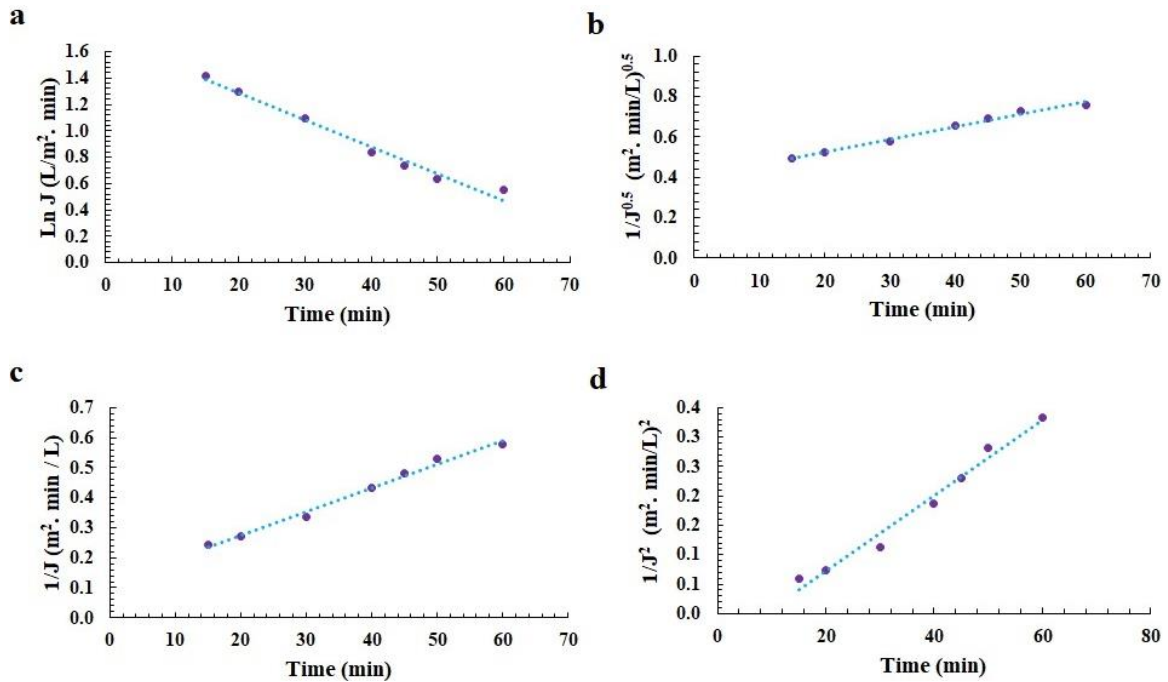 a
Ln J (L/m². min)
1.6
1.4
1.2
1.0
0.8
0.6
0.4
0.2
0.0
0 10 20 30 40 50 60 70
Time (min)
b
1/J⁰·⁵ (m². min/L)⁰·⁵
1.0
0.8
0.6
0.4
0.2
0.0
0 10 20 30 40 50 60 70 80
Time (min)
c
1/J (m². min / L)
0.7
0.6
0.5
0.4
0.3
0.2
0.1
0.0
0 10 20 30 40 50 60 70
Time (min)
d
1/J² (m². min/L)²
0.4
0.3
0.3
0.2
0.2
0.1
0.1
0.0
0 20 40 60 80
Time (min)